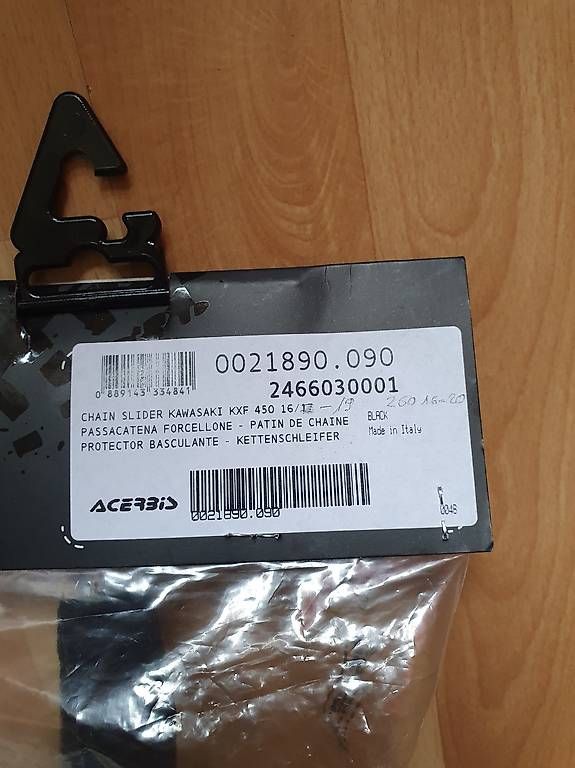 0021890.090
0 889143 334841
2466030001
CHAIN SLIDER KAWASAKI KXF 450 16/17 - 19
BLACK
PASSACATENA FORCELLONE - PATIN DE CHAINE
Made in Italy
PROTECTOR BASCULANTE - KETTENSCHLEIFER
ACERBIS
0021890.090
0048